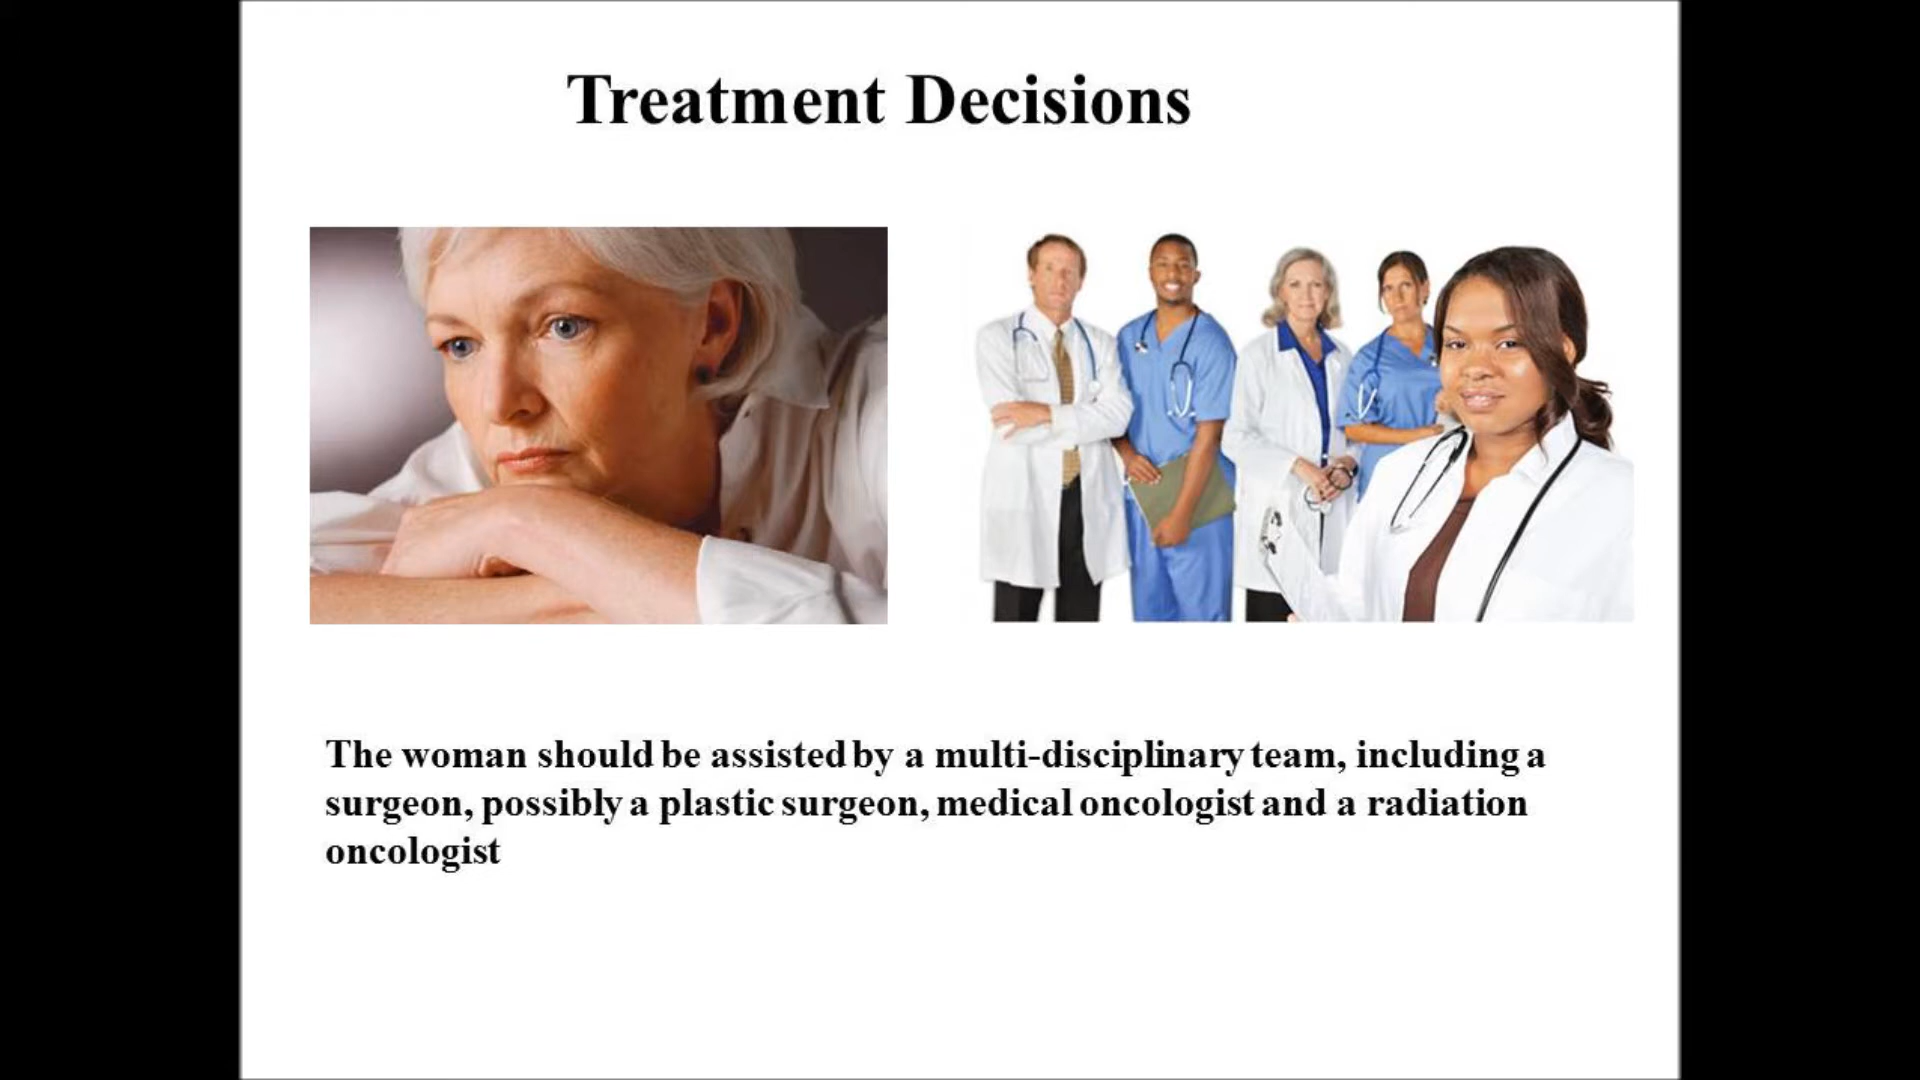 Treatment Decisions
The woman should be assisted by a multi-disciplinary team, including a
surgeon, possibly a plastic surgeon, medical oncologist and a radiation
oncologist